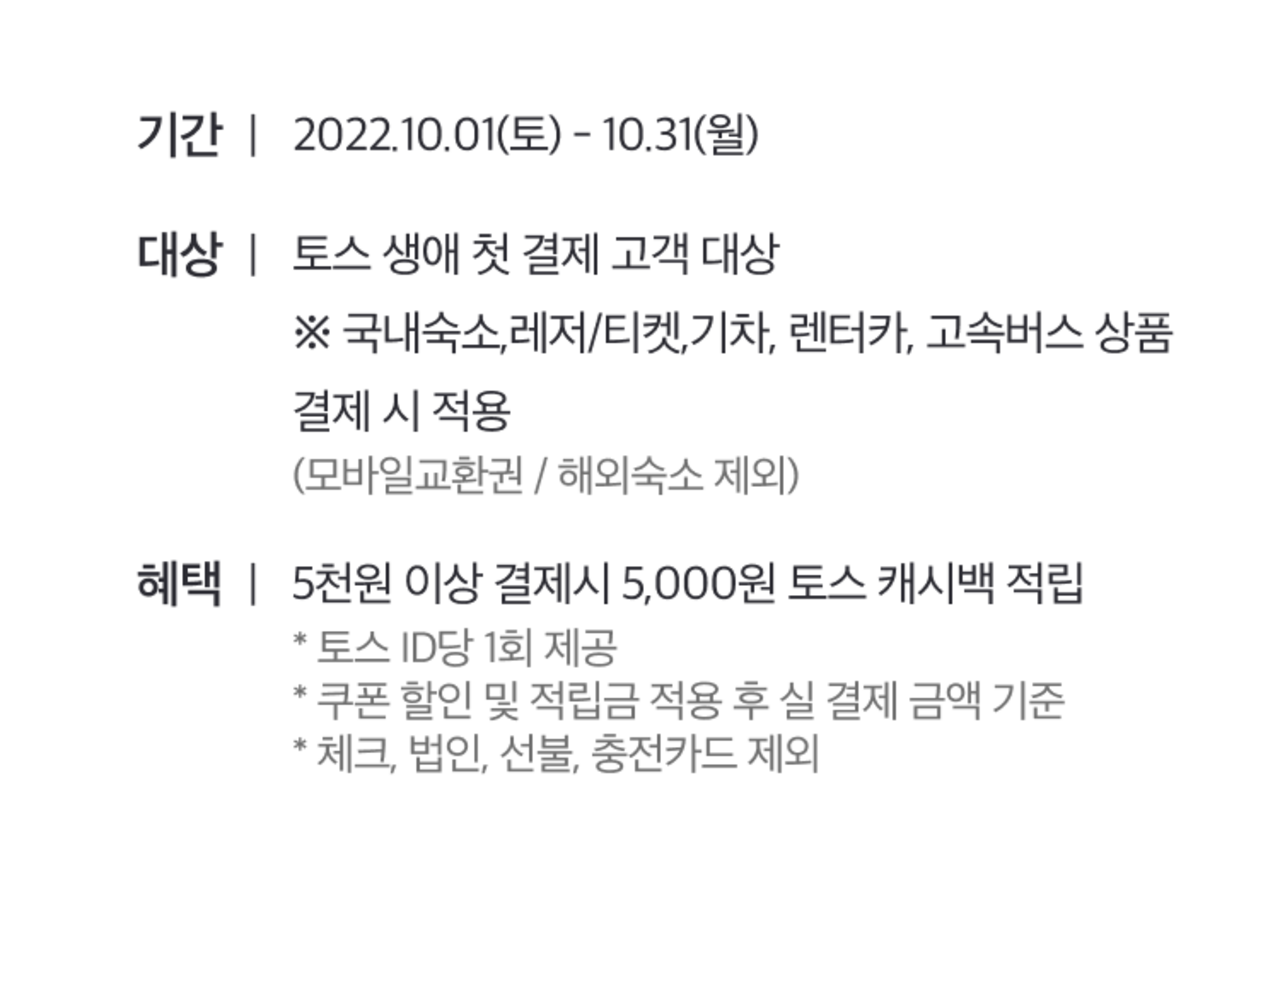 기간 | 2022.10.01(토) - 10.31(월)
대상 | 토스 생애 첫 결제 고객 대상
※ 국내숙소,레저/티켓,기차, 렌터카, 고속버스 상품
결제 시 적용
(모바일교환권 / 해외숙소 제외)
혜택 | 5천원 이상 결제시 5,000원 토스 캐시백 적립
* 토스 ID당 1회 제공
* 쿠폰 할인 및 적립금 적용 후 실 결제 금액 기준
* 체크, 법인, 선불, 충전카드 제외